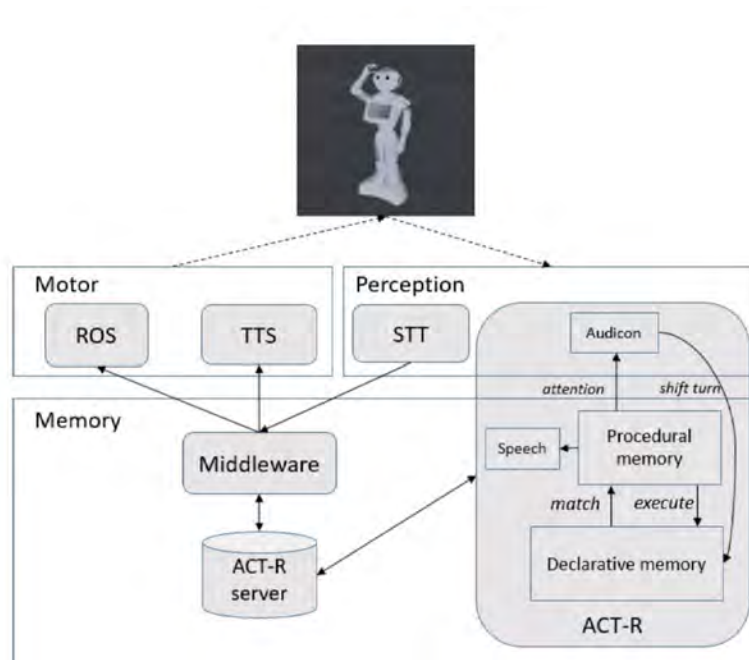 Motor
Perception
ROS
TTS
STT
Audicon
attention
shift turn
Memory
Middleware
Speech
Procedural
memory
match
execute
ACT-R
server
Declarative memory
ACT-R